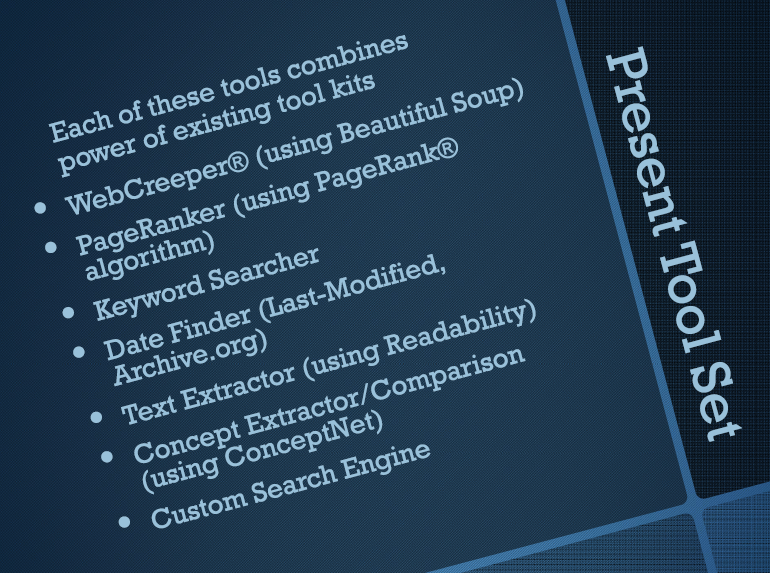 Present Tool Set
Each of these tools combines
power of existing tool kits
• WebCreeper® (using Beautiful Soup)
• PageRanker (using PageRank®
algorithm)
• Keyword Searcher
• Date Finder (Last-Modified,
Archive.org)
• Text Extractor (using Readability)
• Concept Extractor/Comparison
(using ConceptNet)
• Custom Search Engine